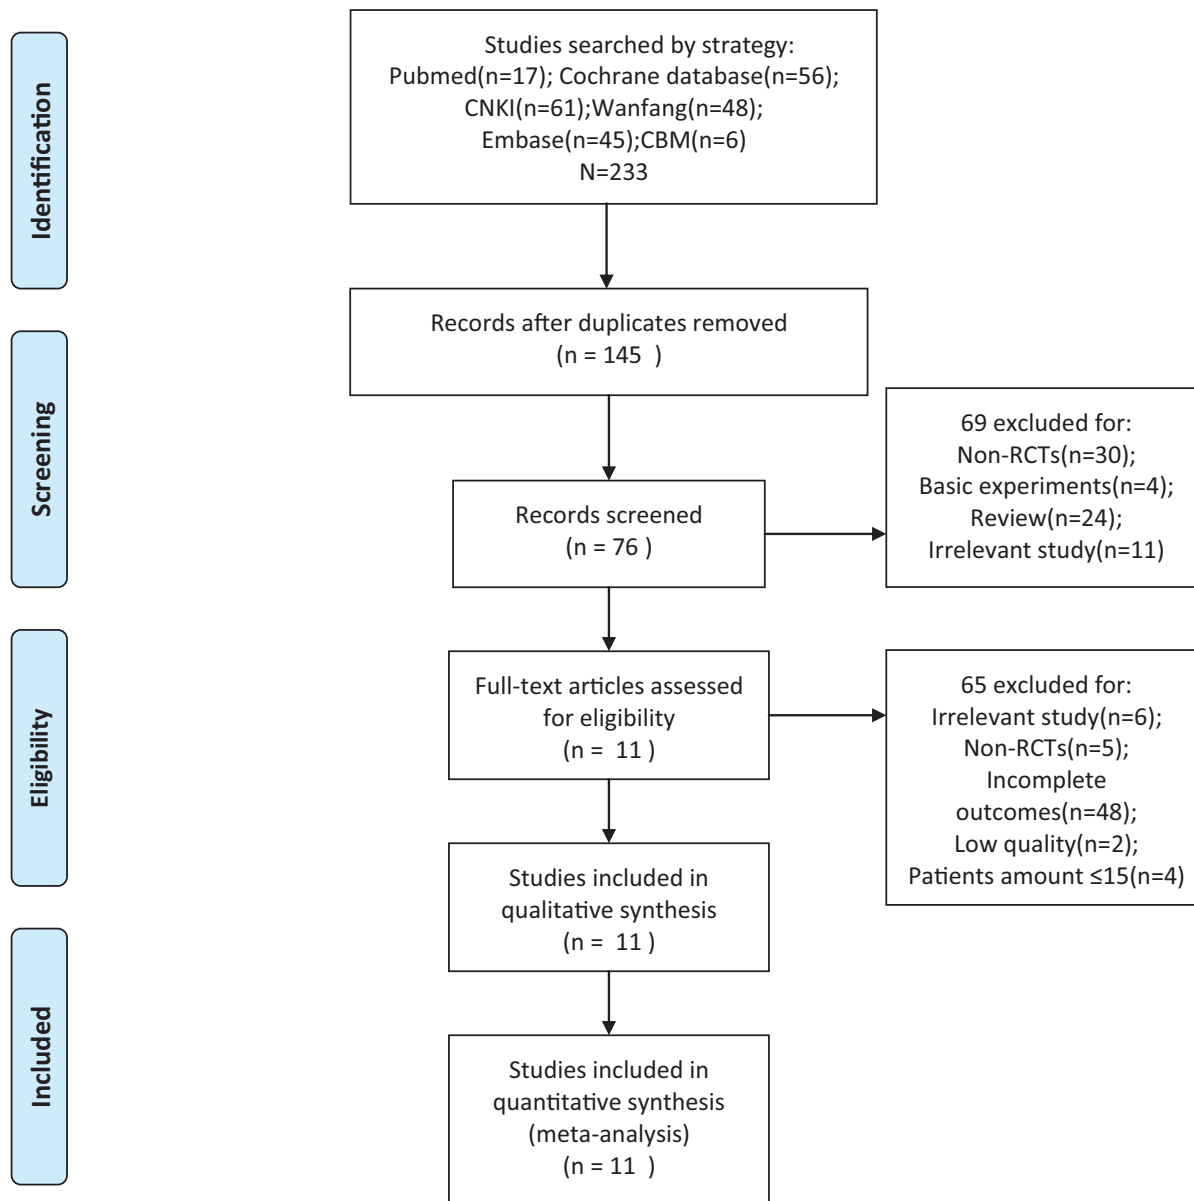 Identification
Studies searched by strategy:
Pubmed(n=17); Cochrane database(n=56);
CNKI(n=61);Wanfang(n=48);
Embase(n=45);CBM(n=6)
N=233
Records after duplicates removed
(n = 145  )
Screening
69 excluded for:
Non-RCTs(n=30);
Basic experiments(n=4);
Review(n=24);
Irrelevant study(n=11)
Records screened
(n = 76 )
Eligibility
Full-text articles assessed
for eligibility
(n =  11 )
65 excluded for:
Irrelevant study(n=6);
Non-RCTs(n=5);
Incomplete
outcomes(n=48);
Low quality(n=2);
Patients amount ≤15(n=4)
Studies included in
qualitative synthesis
(n =  11 )
Included
Studies included in
quantitative synthesis
(meta-analysis)
(n = 11  )